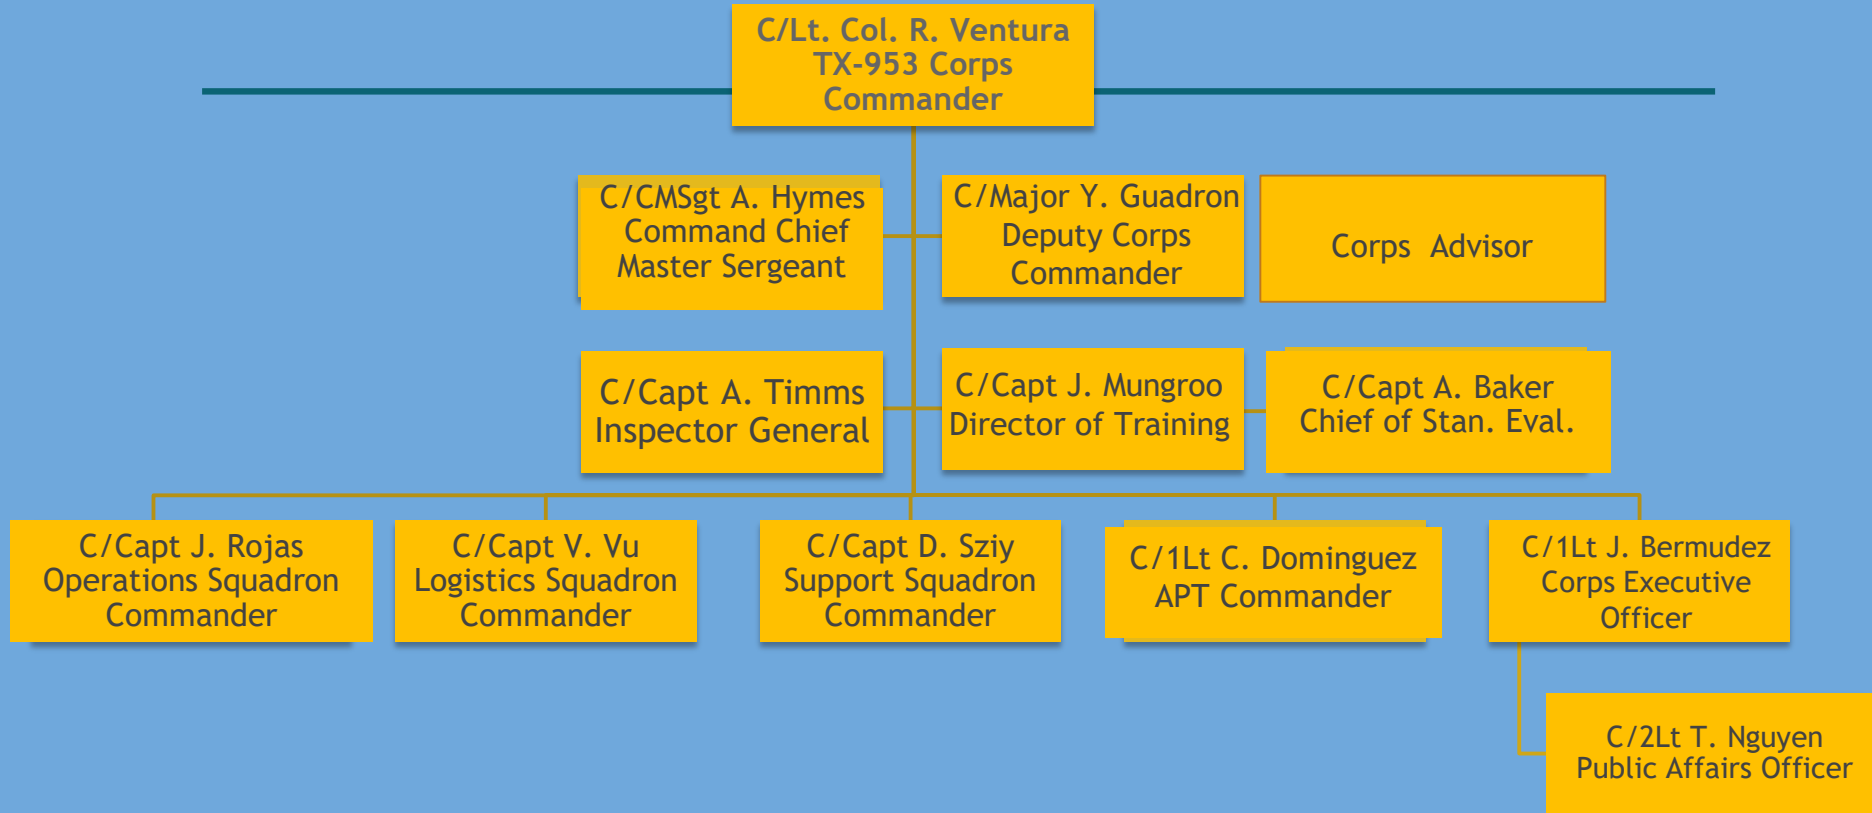 C/Lt. Col. R. Ventura
TX-953 Corps
Commander
C/CMSgt A. Hymes
Command Chief
Master Sergeant
C/Major Y. Guadron
Deputy Corps
Commander
Corps Advisor
C/Capt A. Timms
Inspector General
C/Capt J. Mungroo
Director of Training
C/Capt A. Baker
Chief of Stan. Eval.
C/Capt J. Rojas
Operations Squadron
Commander
C/Capt V. Vu
Logistics Squadron
Commander
C/Capt D. Sziy
Support Squadron
Commander
C/1Lt C. Dominguez
APT Commander
C/1Lt J. Bermudez
Corps Executive
Officer
C/2Lt T. Nguyen
Public Affairs Officer